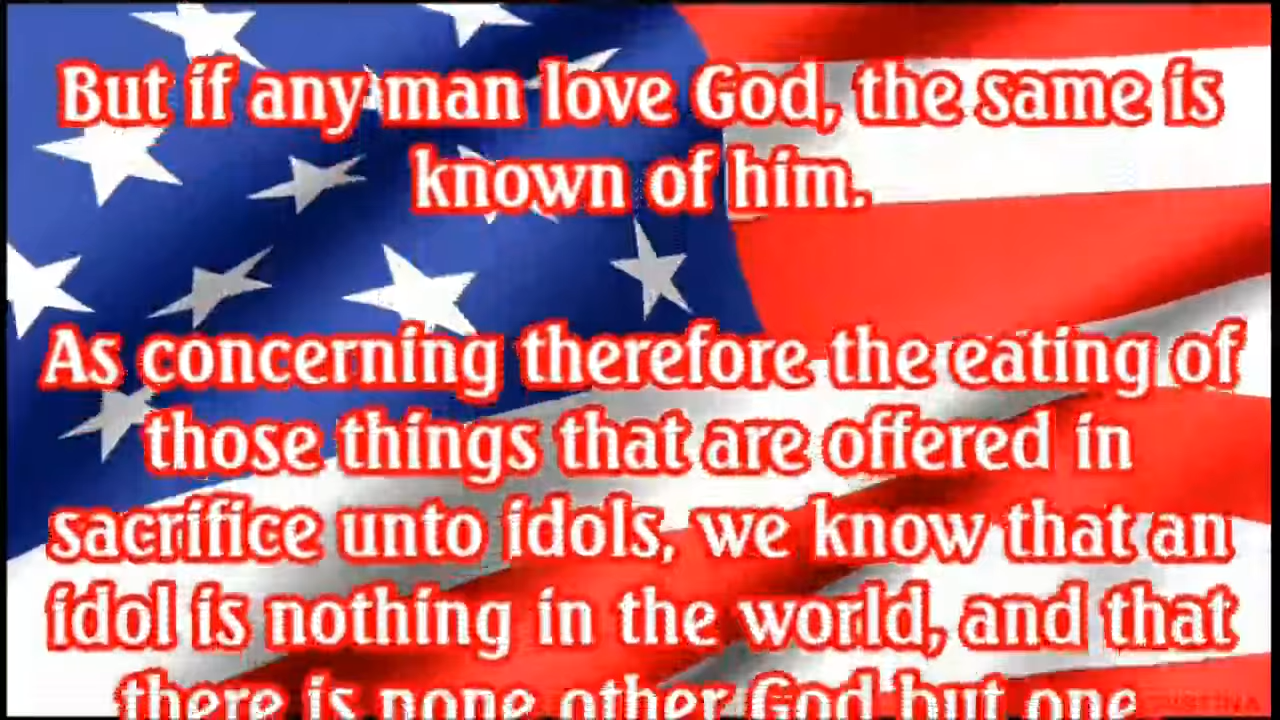 But if any man love God, the same is
known of him.
As concerning therefore the eating of
those things that are offered in
sacrifice unto idols, we know that an
idol is nothing in the world, and that
there is none other God but one.